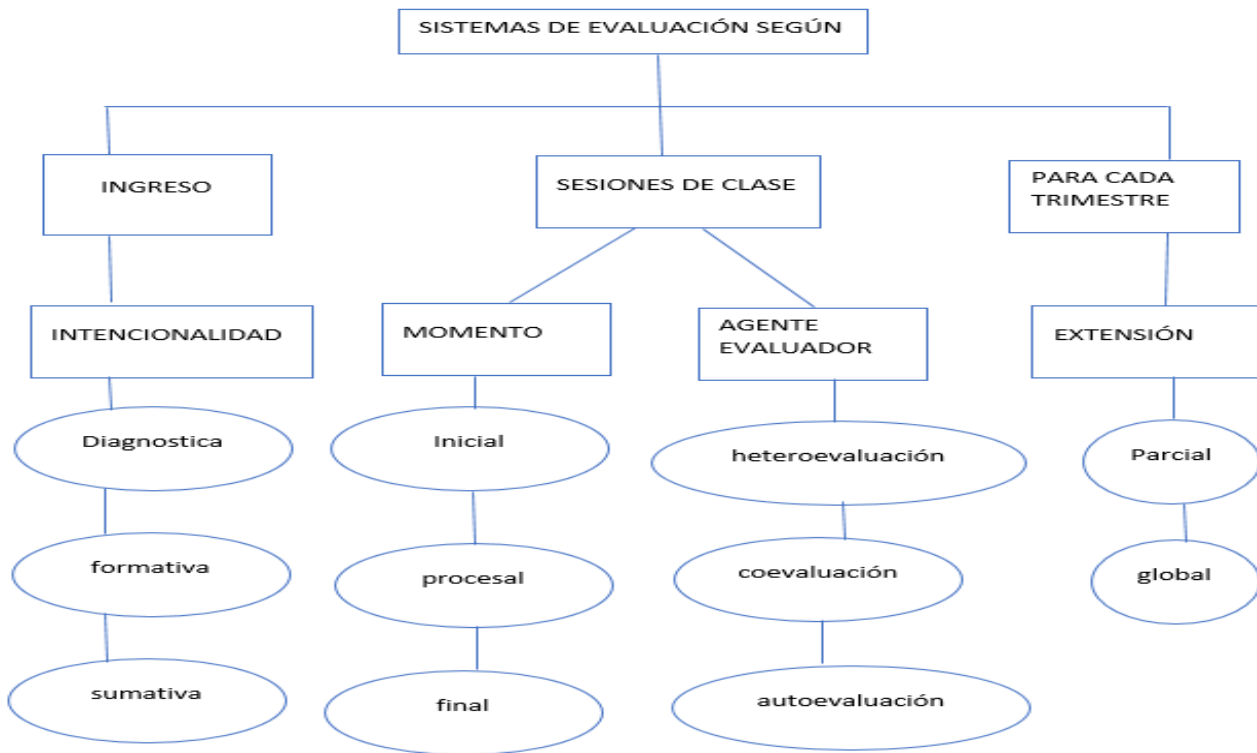 SISTEMAS DE EVALUACIÓN SEGÚN
INGRESO
SESIONES DE CLASE
PARA CADA
TRIMESTRE
INTENCIONALIDAD
MOMENTO
AGENTE
EVALUADOR
EXTENSIÓN
Diagnostica
Inicial
heteroevaluación
Parcial
formativa
procesal
coevaluación
global
sumativa
final
autoevaluación